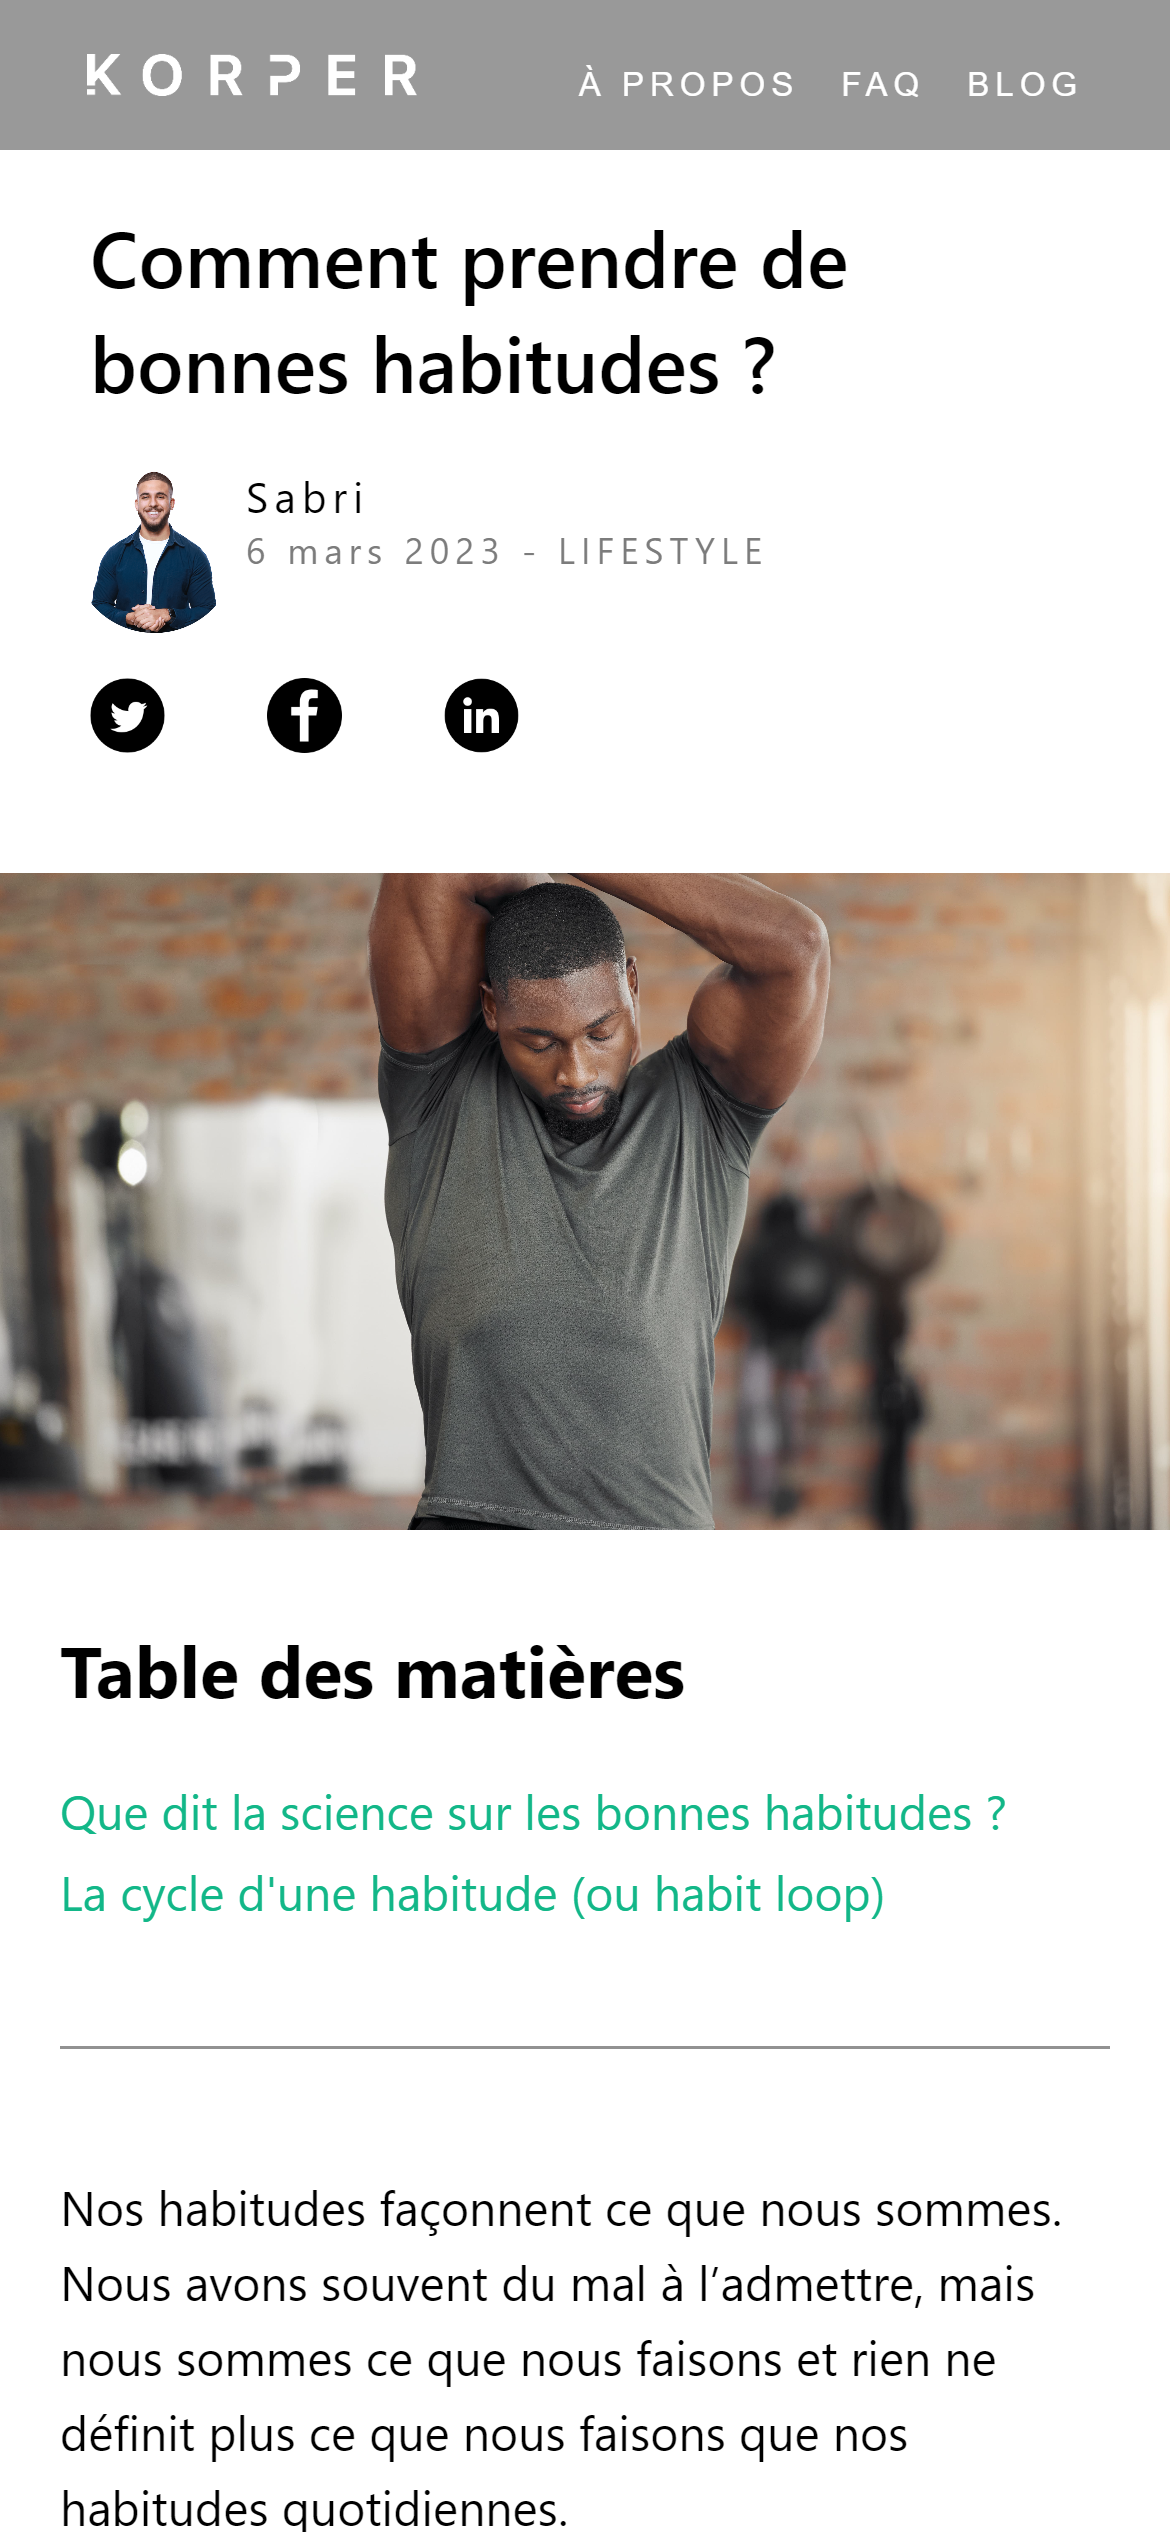 KORPER
À PROPOS FAQ BLOG
Comment prendre de
bonnes habitudes ?
Sabri
6 mars 2023 - LIFESTYLE
Table des matières
Que dit la science sur les bonnes habitudes ?
La cycle d'une habitude (ou habit loop)
Nos habitudes façonnent ce que nous sommes.
Nous avons souvent du mal à l’admettre, mais
nous sommes ce que nous faisons et rien ne
définit plus ce que nous faisons que nos
habitudes quotidiennes.